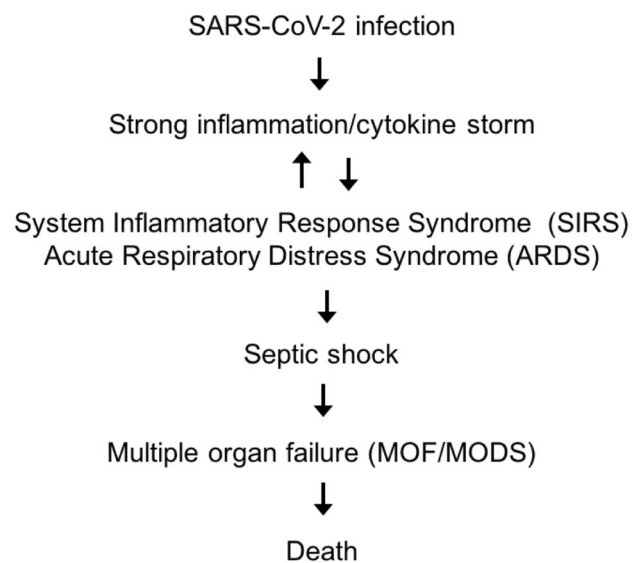 SARS-CoV-2 infection
Strong inflammation/cytokine storm
System Inflammatory Response Syndrome (SIRS)
Acute Respiratory Distress Syndrome (ARDS)
Septic shock
Multiple organ failure (MOF/MODS)
Death